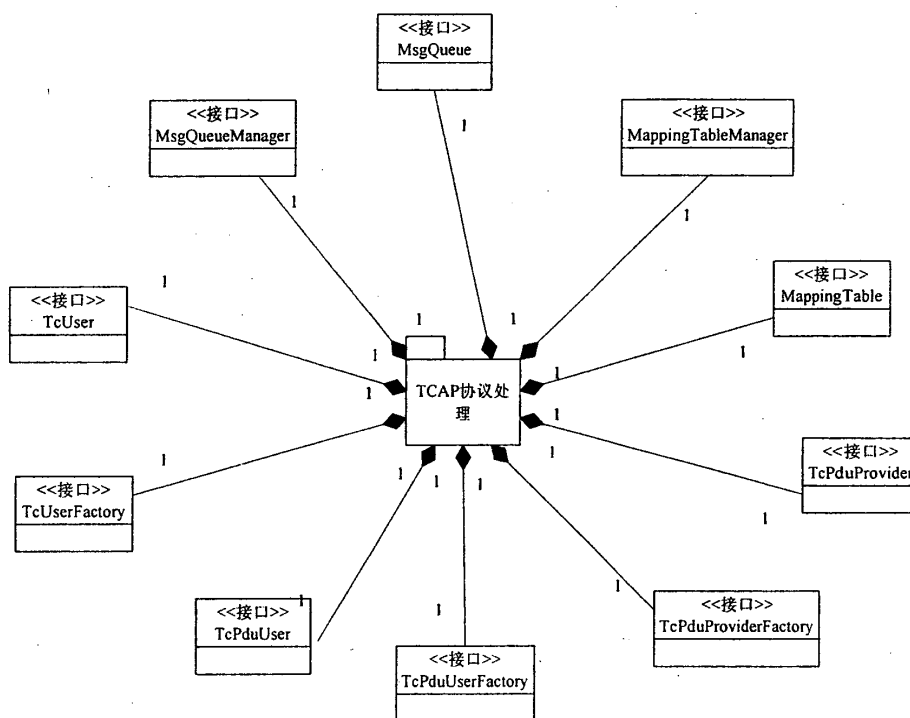 <<接口>>
MsgQueue
<<接口>>
MsgQueueManager
1
<<接口>>
MappingTableManager
1
1
1
<<接口>>
TcUser
1
<<接口>>
MappingTable
1
1
1
1
1
TCAP协议处
理
1
1
1
1
<<接口>>
TcUserFactory
1
1
1
1
<<接口>>
TcPduProvider
1
<<接口>>
TcPduUser
1
1
1
<<接口>>
TcPduProviderFactory
<<接口>>
TcPduUserFactory